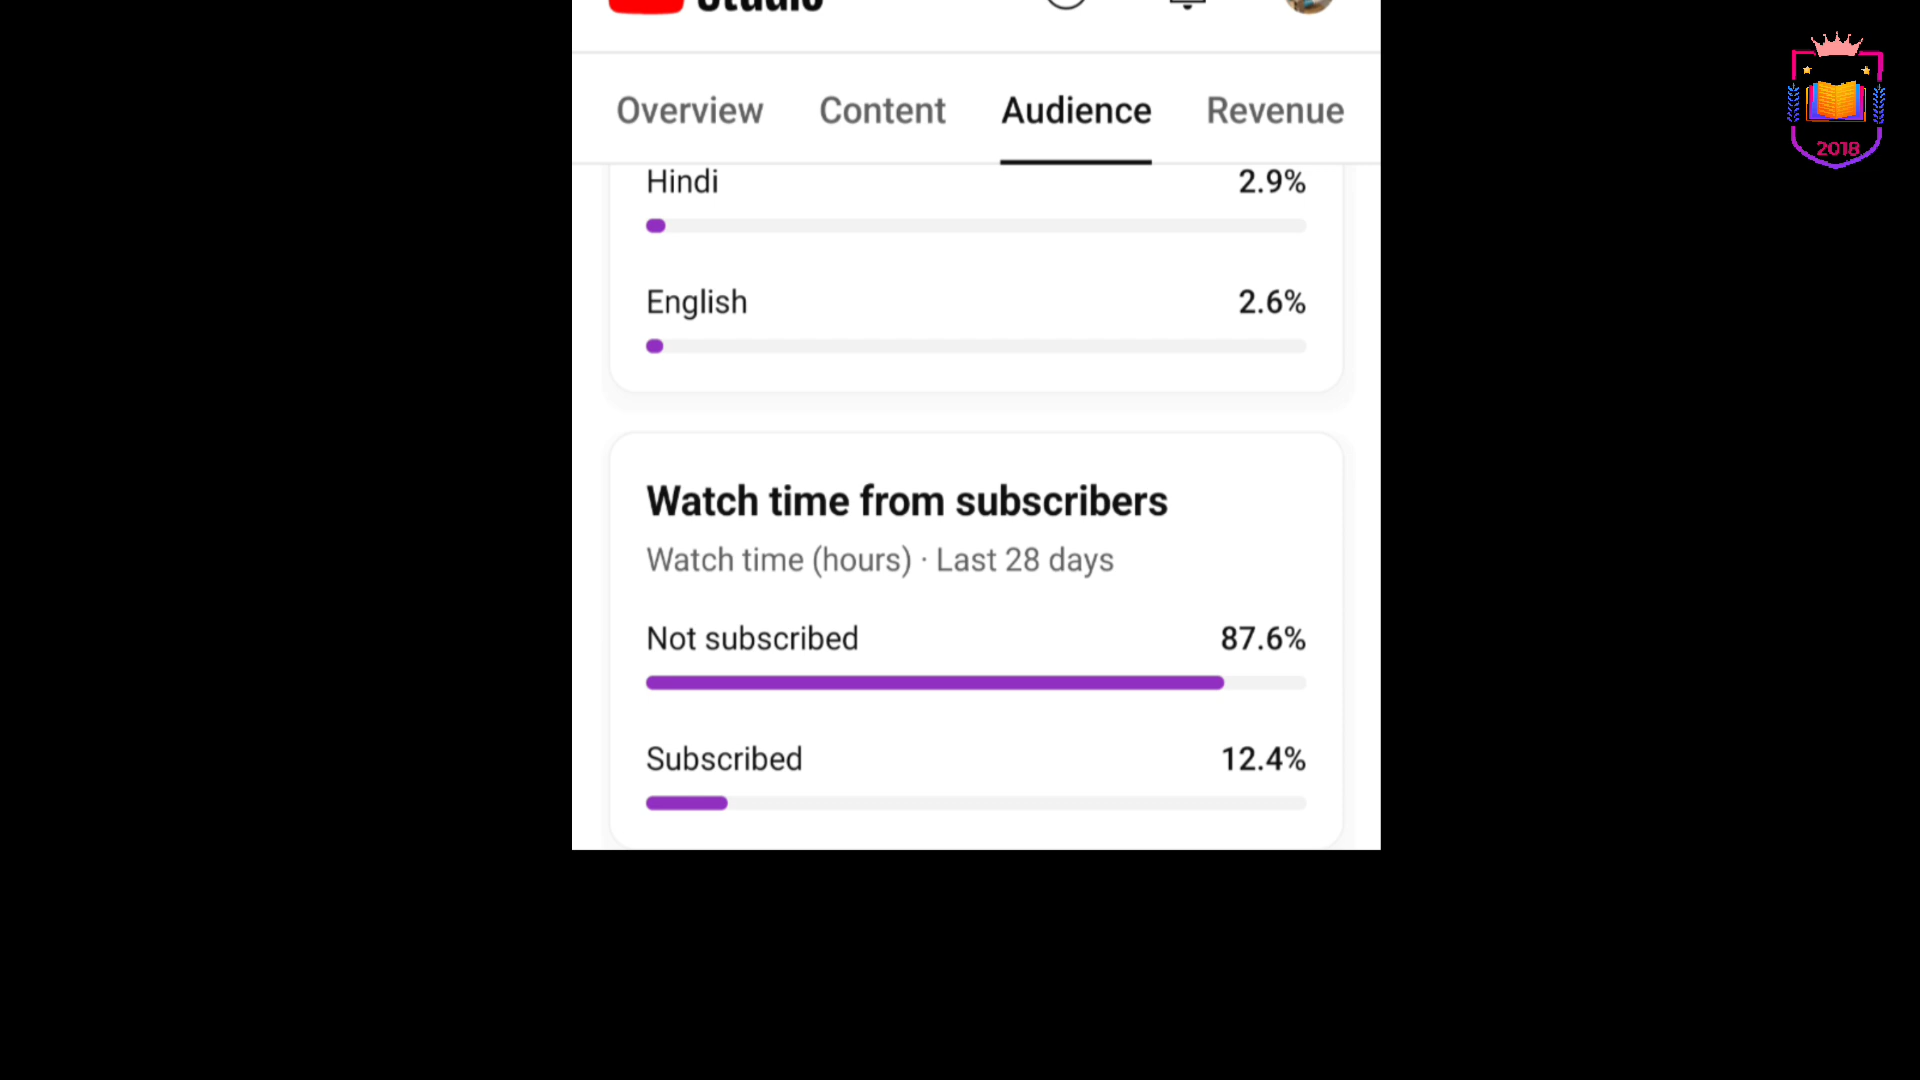 Studio
Overview Content Audience Revenue
Hindi 2.9%
English 2.6%
Watch time from subscribers
Watch time (hours) · Last 28 days
Not subscribed 87.6%
Subscribed 12.4%
2018